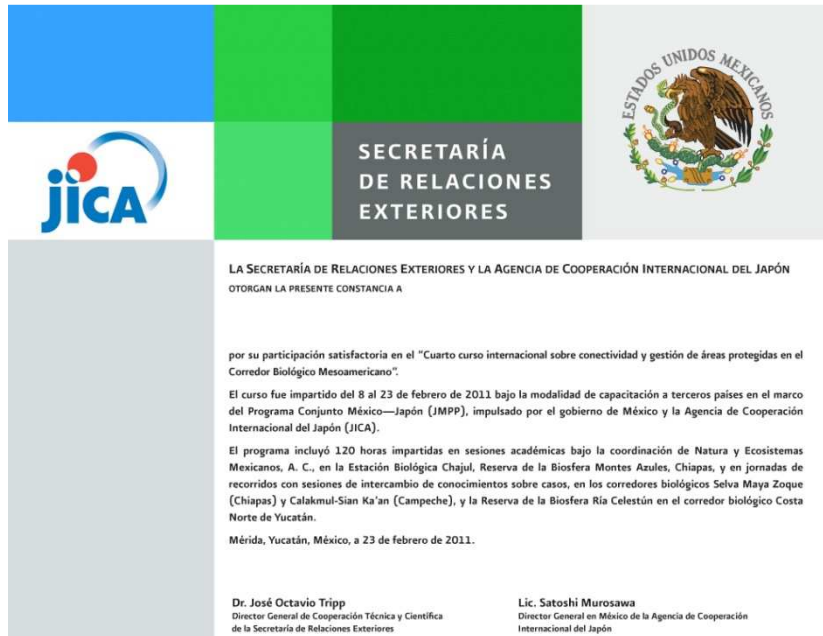 ESTADOS UNIDOS MEXICANOS
jica
SECRETARÍA
DE RELACIONES
EXTERIORES
LA SECRETARÍA DE RELACIONES EXTERIORES Y LA AGENCIA DE COOPERACIÓN INTERNACIONAL DEL JAPÓN
OTORGAN LA PRESENTE CONSTANCIA A
por su participación satisfactoria en el “Cuarto curso internacional sobre conectividad y gestión de áreas protegidas en el
Corredor Biológico Mesoamericano”.
El curso fue impartido del 8 al 23 de febrero de 2011 bajo la modalidad de capacitación a terceros países en el marco
del Programa Conjunto México—Japón (JMPP), impulsado por el gobierno de México y la Agencia de Cooperación
Internacional del Japón (JICA).
El programa incluyó 120 horas impartidas en sesiones académicas bajo la coordinación de Natura y Ecosistemas
Mexicanos, A. C., en la Estación Biológica Chajul, Reserva de la Biosfera Montes Azules, Chiapas, y en jornadas de
recorridos con sesiones de intercambio de conocimientos sobre casos, en los corredores biológicos Selva Maya Zoque
(Chiapas) y Calakmul-Sian Ka’an (Campeche), y la Reserva de la Biosfera Ría Celestún en el corredor biológico Costa
Norte de Yucatán.
Mérida, Yucatán, México, a 23 de febrero de 2011.
Dr. José Octavio Tripp
Director General de Cooperación Técnica y Científica
de la Secretaría de Relaciones Exteriores
Lic. Satoshi Murosawa
Director General en México de la Agencia de Cooperación
Internacional del Japón